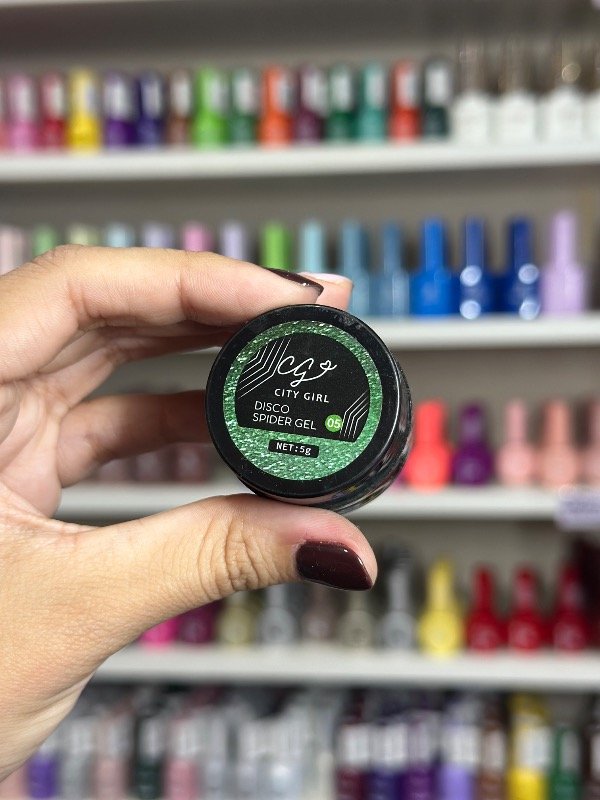 CG
CITY GIRL
DISCO
SPIDER GEL
05
NET:5g